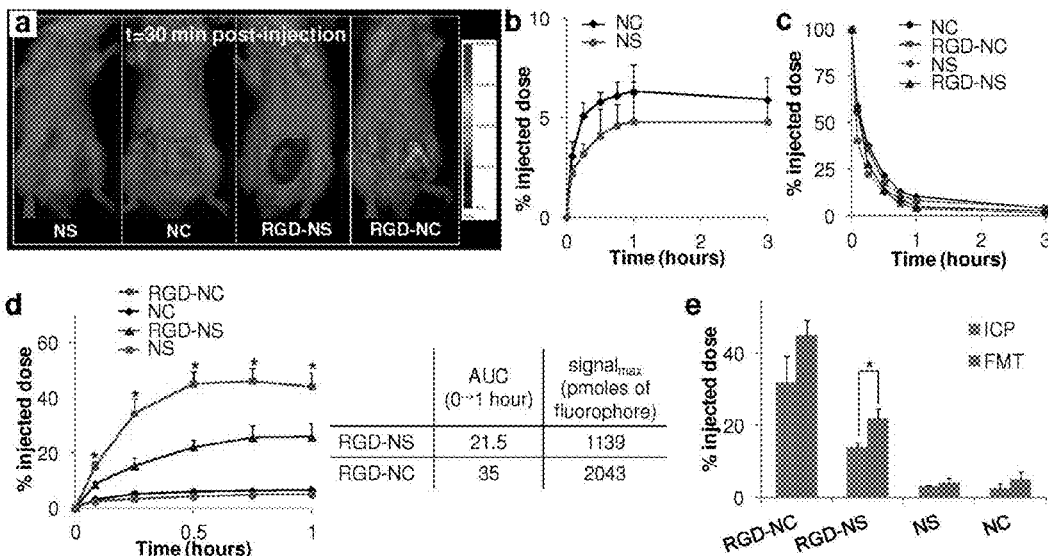 a
t=30 min post-injection
NS
NC
RGD-NS
RGD-NC
b
NC
NS
% injected dose
10
5
0
0
1
2
3
Time (hours)
c
NC
RGD-NC
NS
RGD-NS
% injected dose
100
75
50
25
0
0
1
2
3
Time (hours)
d
RGD-NC
NC
RGD-NS
NS
% injected dose
60
40
20
0
* * * * *
0
0.5
1
Time (hours)
AUC (0→1 hour)
signalmax (pmoles of fluorophore)
RGD-NS 21.5 1139
RGD-NC 35 2043
e
ICP
FMT
% injected dose
40
20
0
*
RGD-NC
RGD-NS
NS
NC